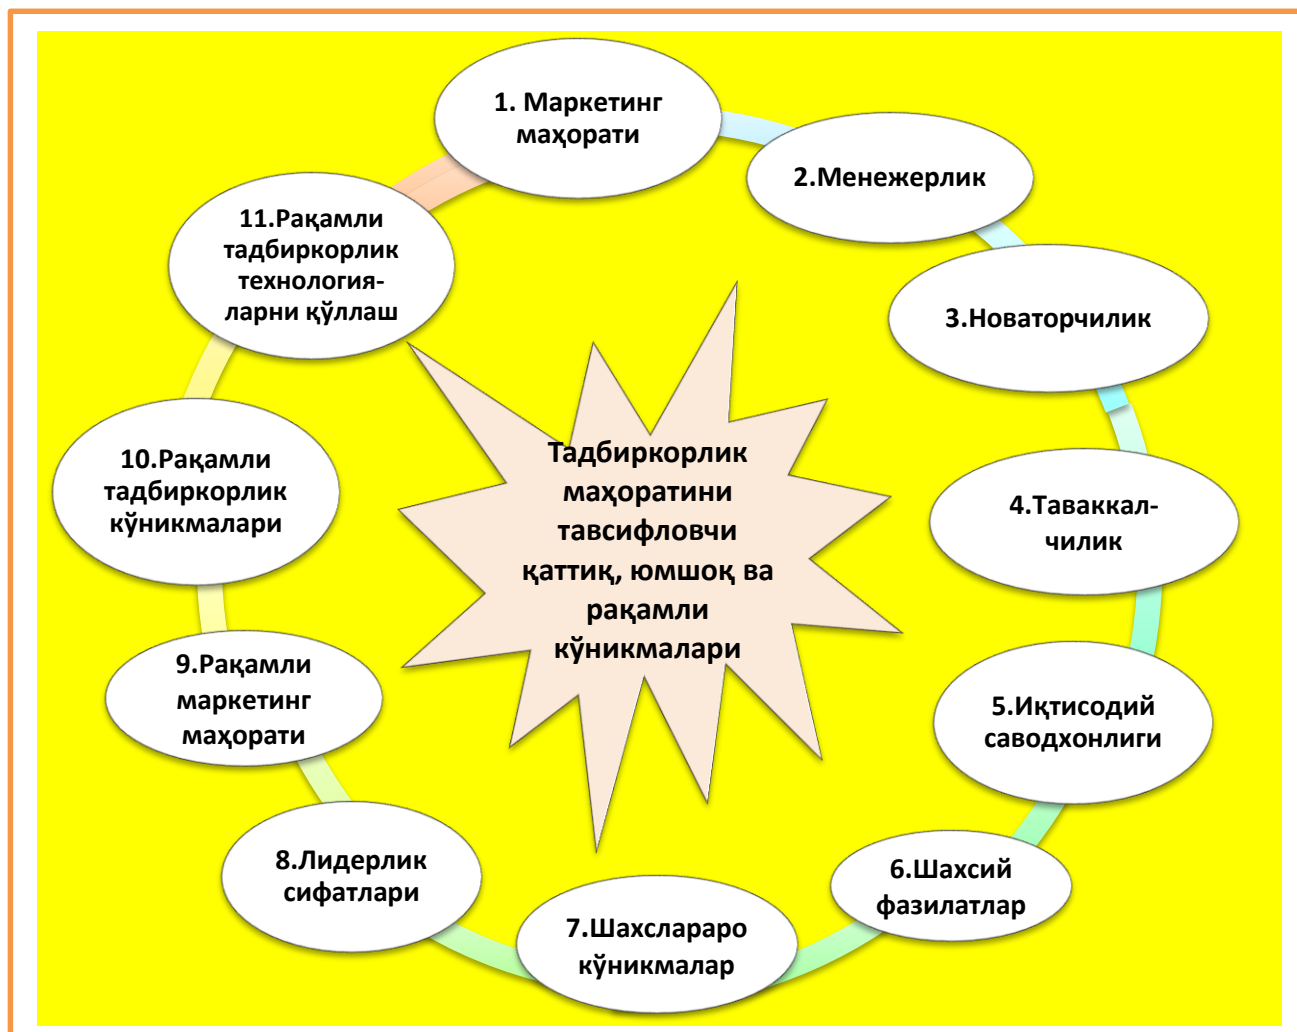 1. Маркетинг
маҳорати
2.Менежерлик
3.Новаторчилик
4.Таваккал-
чилик
5.Иқтисодий
саводхонлиги
6.Шахсий
фазилатлар
7.Шахслараро
кўникмалар
8.Лидерлик
сифатлари
9.Рақамли
маркетинг
маҳорати
10.Рақамли
тадбиркорлик
кўникмалари
11.Рақамли
тадбиркорлик
технология-
ларни қўллаш
Тадбиркорлик
маҳоратини
тавсифловчи
қаттиқ, юмшоқ ва
рақамли
кўникмалари